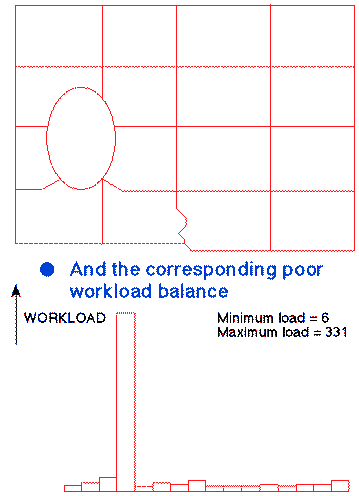 And the corresponding poor
workload balance
WORKLOAD
Minimum load = 6
Maximum load = 331